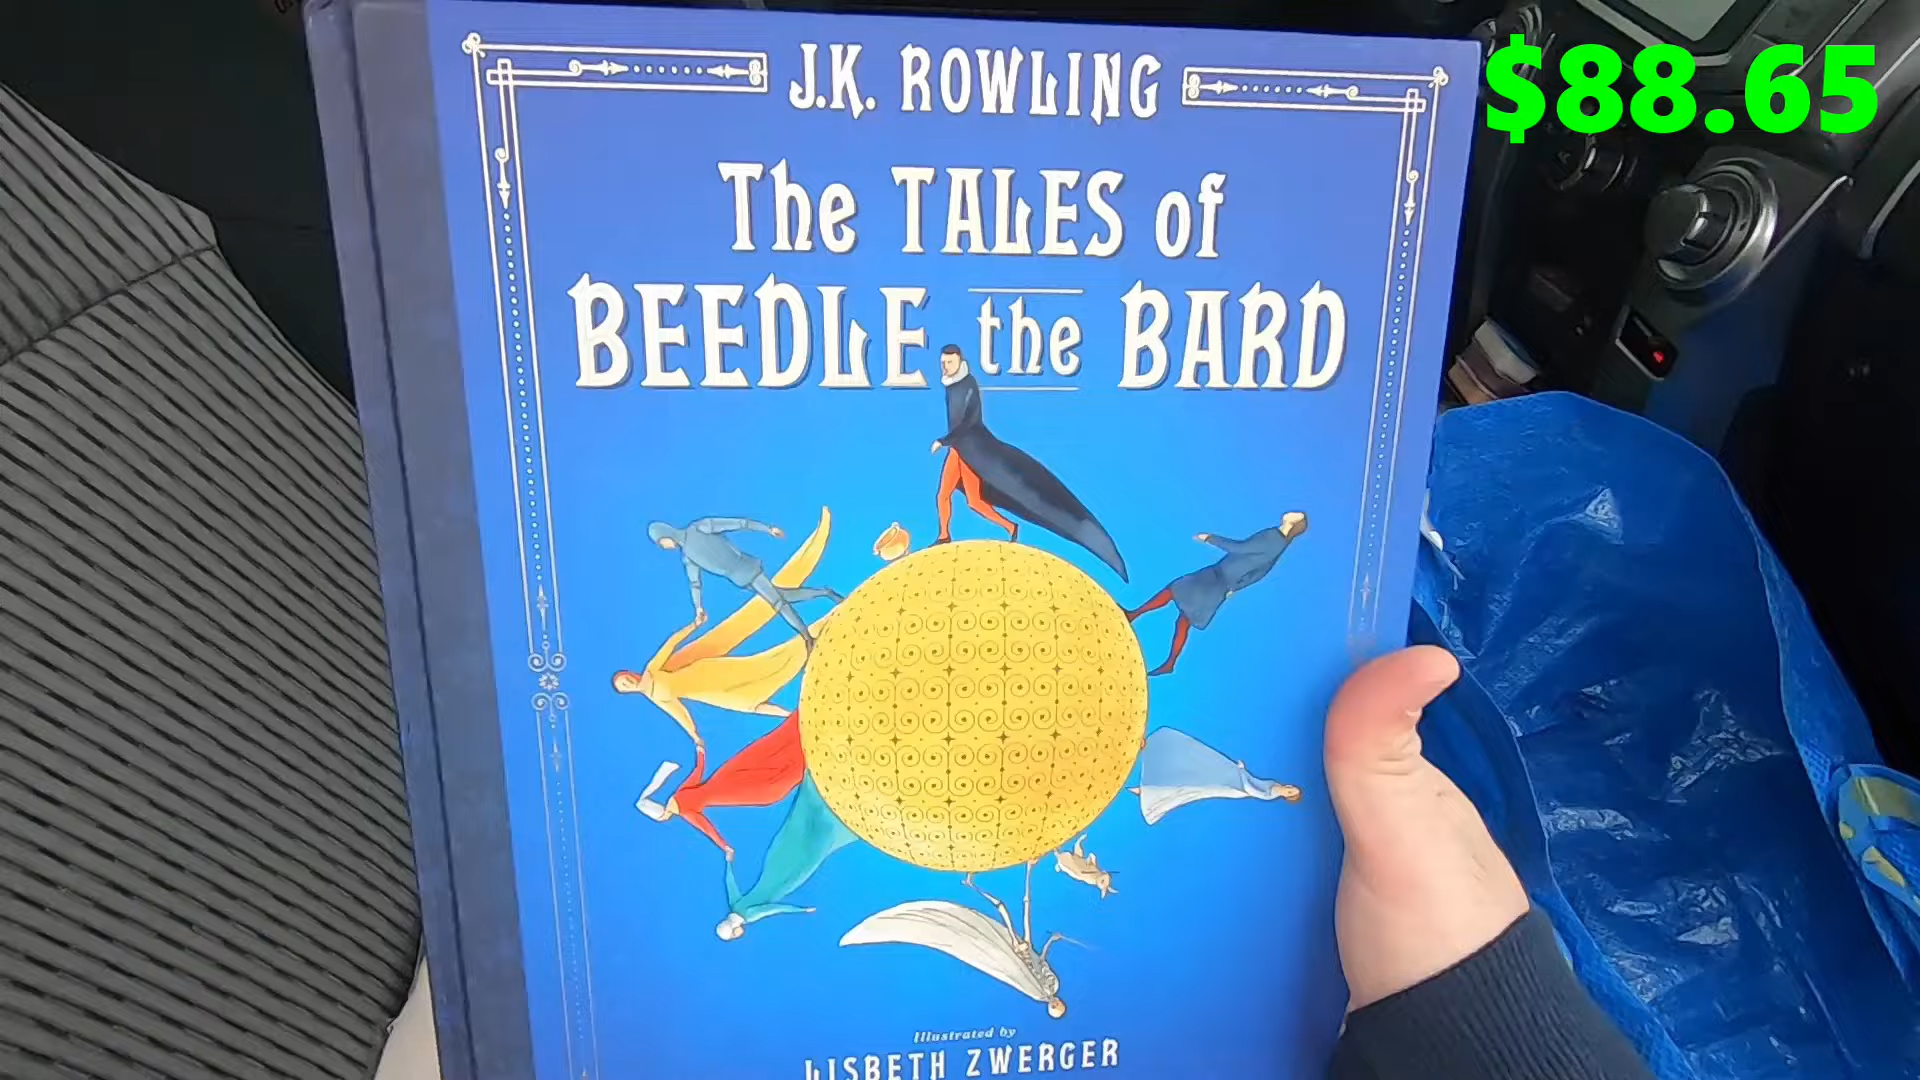 J.K. ROWLING
$88.65
The TALES of
BEEDLE the BARD
Illustrated by
LISBETH ZWERGER